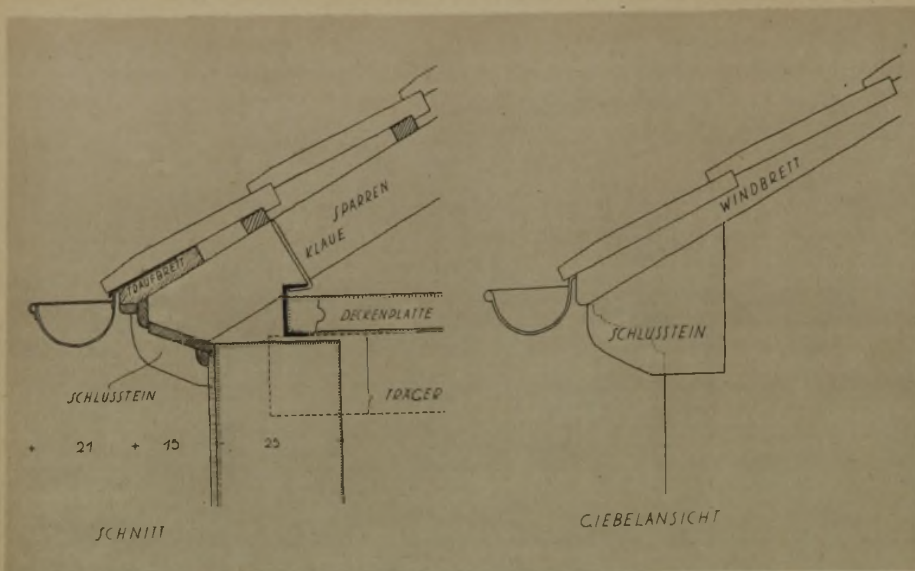 SPARREN
KLAUE
TRAUFBRETT
DECKENPLATTE
SCHLUSSTEIN
TRÄGER
+ 21 + 15 25
SCHNITT
WINDBRETT
SCHLUSSTEIN
GIEBELANSICHT